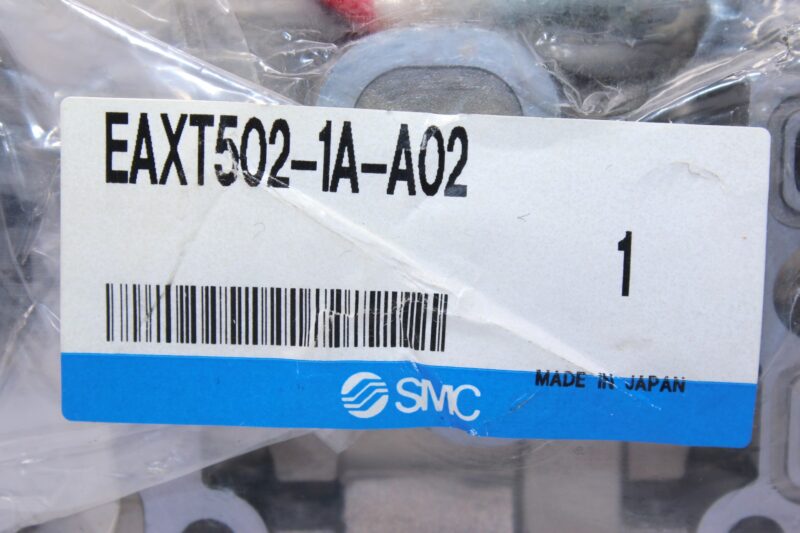 EAXT502-1A-A02
1
MADE IN JAPAN
SMC